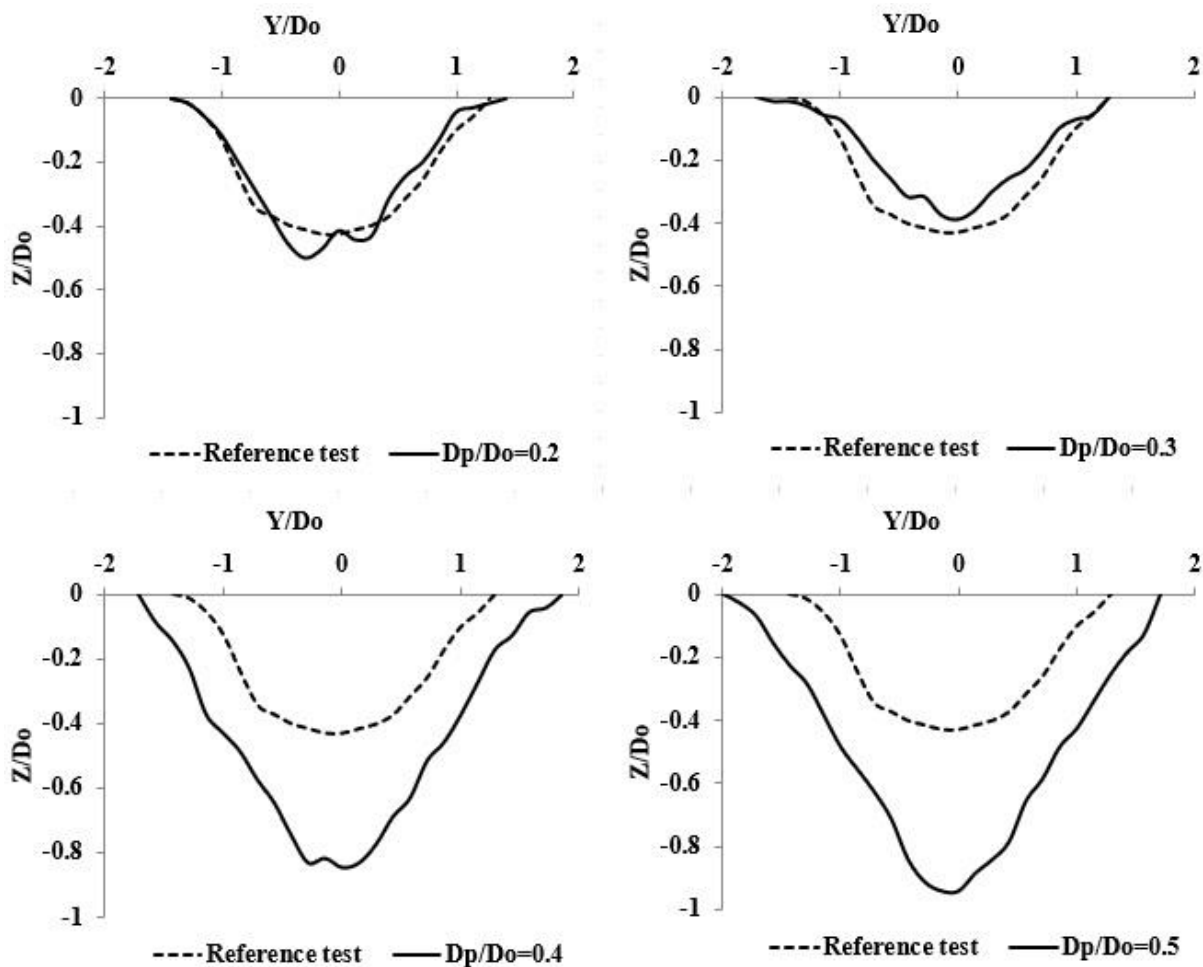 Y/Do
-2 -1 0 1 2
0
-0.2
-0.4
-0.6
-0.8
-1
Z/Do
Reference test Dp/Do=0.2
Y/Do
-2 -1 0 1 2
0
-0.2
-0.4
-0.6
-0.8
-1
Z/Do
Reference test Dp/Do=0.3
Y/Do
-2 -1 0 1 2
0
-0.2
-0.4
-0.6
-0.8
-1
Z/Do
Reference test Dp/Do=0.4
Y/Do
-2 -1 0 1 2
0
-0.2
-0.4
-0.6
-0.8
-1
Z/Do
Reference test Dp/Do=0.5